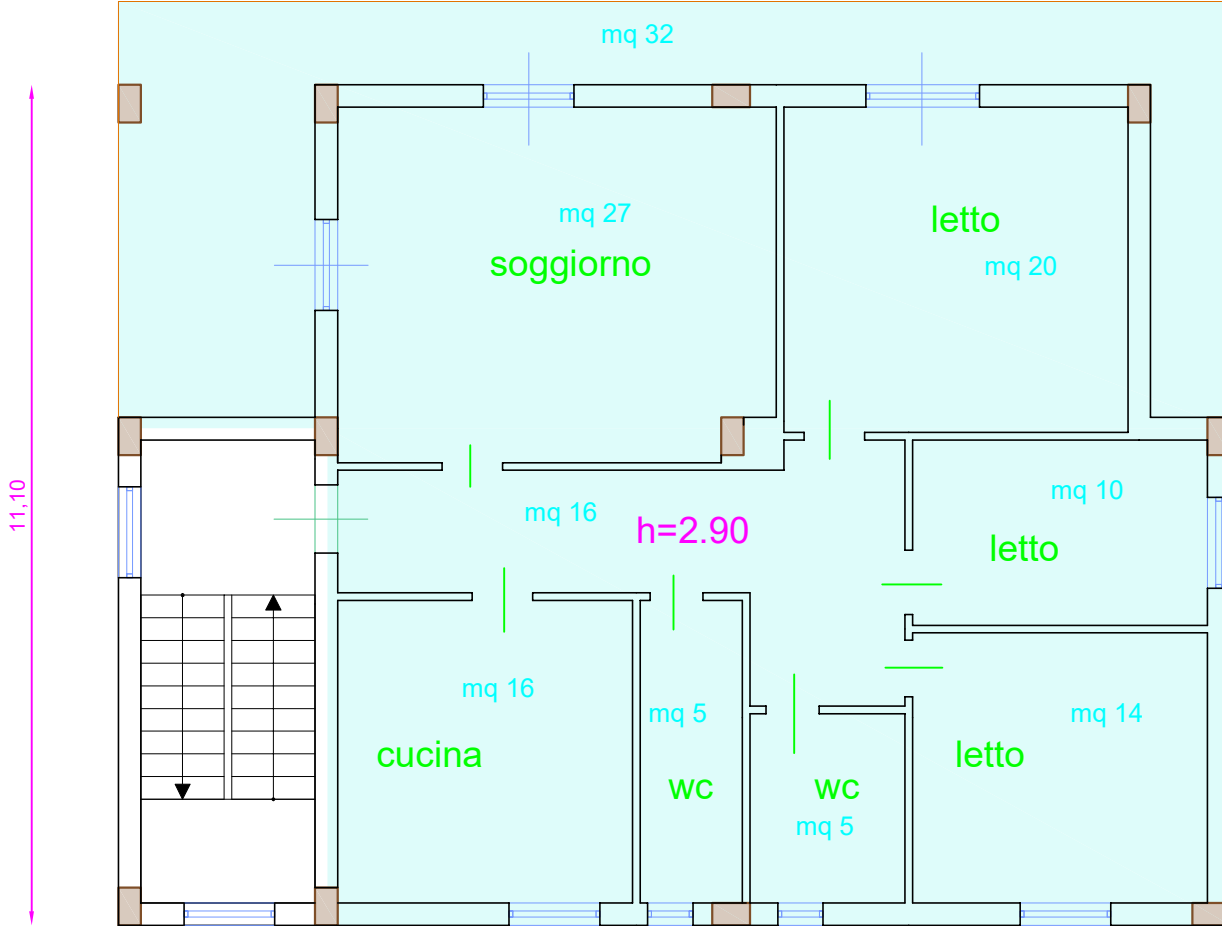 mq 32
mq 27
soggiorno
letto
mq 20
11,10
mq 16
h=2.90
mq 10
letto
mq 16
cucina
mq 5
wc
wc
mq 5
mq 14
letto